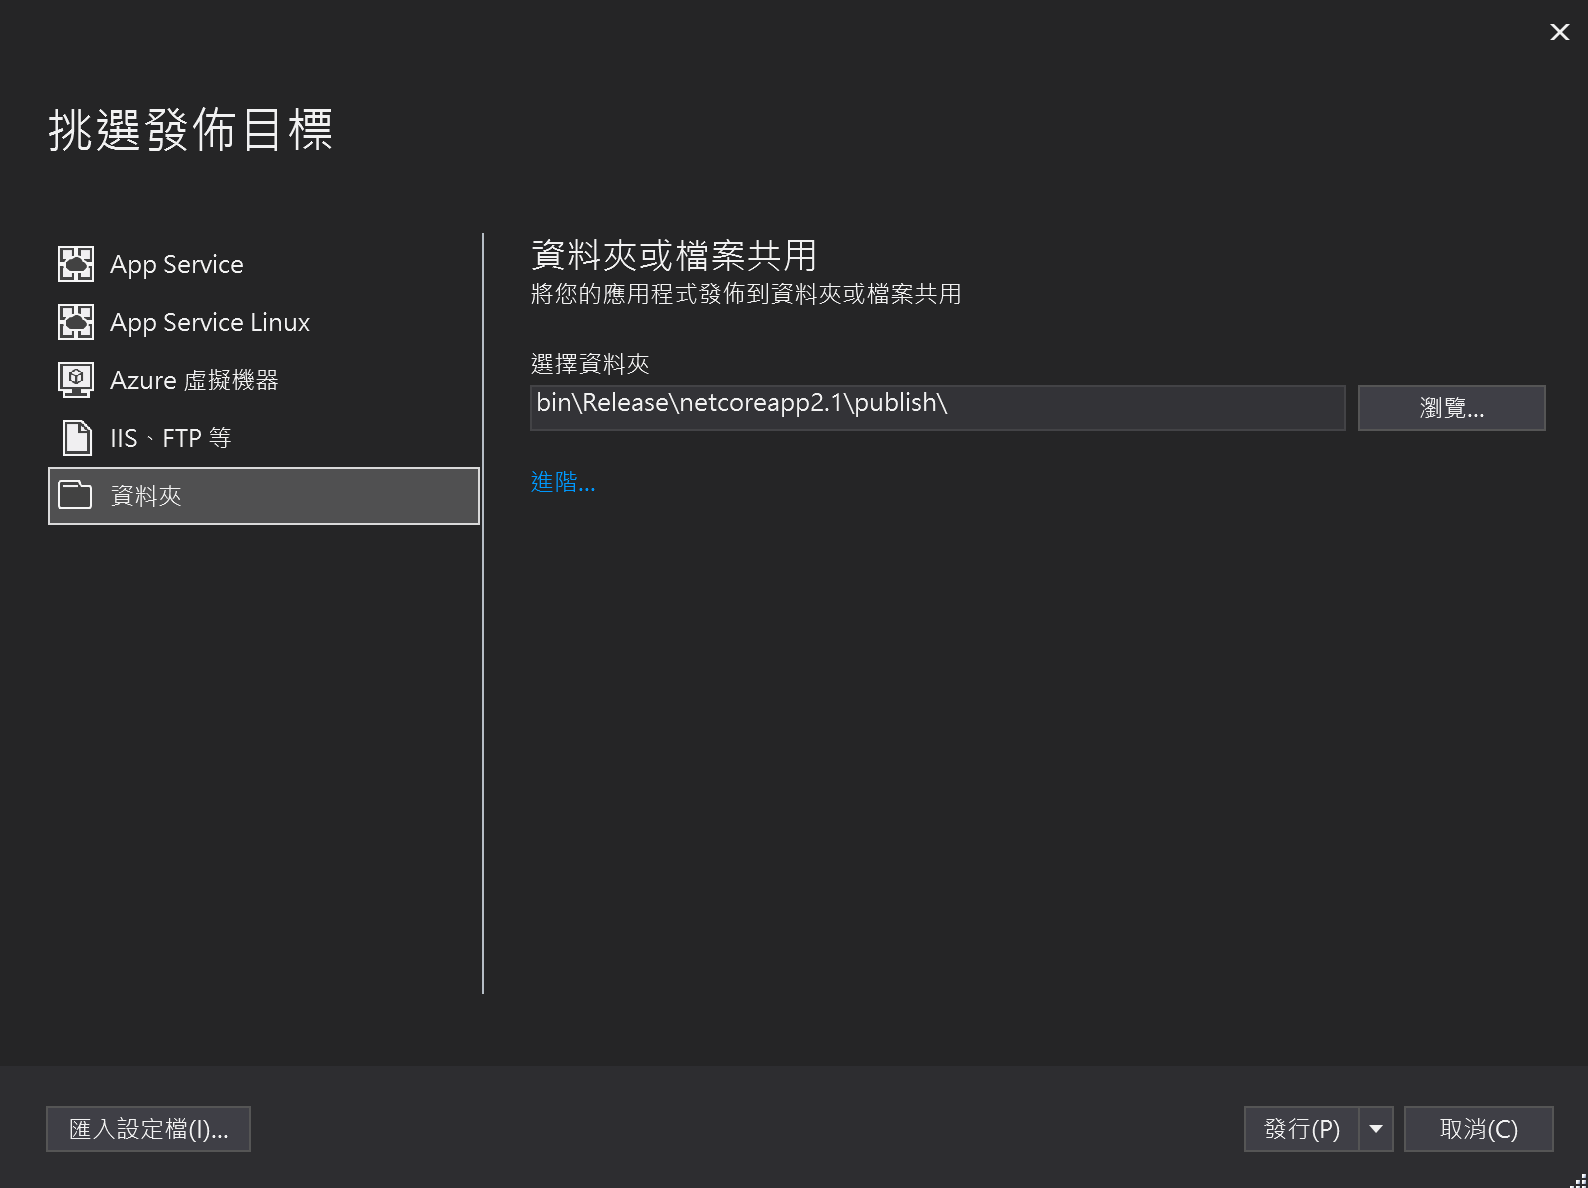 挑選發佈目標
App Service
App Service Linux
Azure 虛擬機器
IIS、FTP 等
資料夾
資料夾或檔案共用
將您的應用程式發佈到資料夾或檔案共用
選擇資料夾
bin\Release\netcoreapp2.1\publish\
瀏覽...
進階...
匯入設定檔(I)...
發行(P)
取消(C)